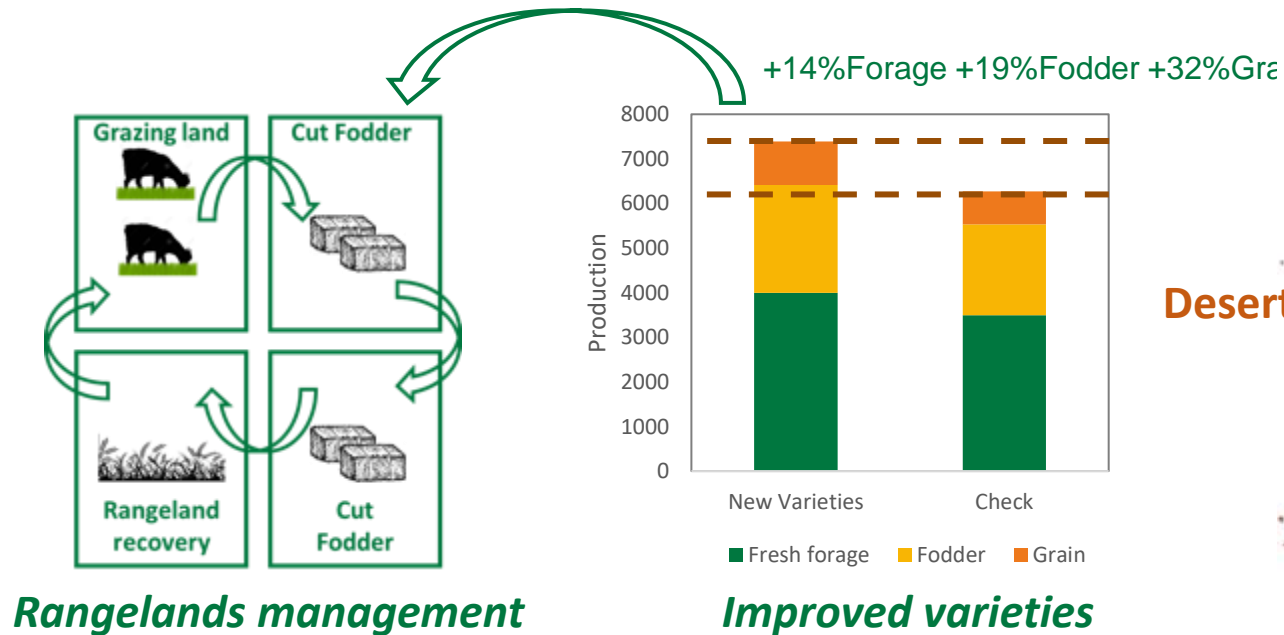 +14%Forage +19%Fodder +32%Gra
Grazing land
Cut Fodder
Rangeland
recovery
Cut
Fodder
Rangelands management
8000
7000
6000
5000
4000
3000
2000
1000
0
Production
New Varieties
Check
Fresh forage
Fodder
Grain
Improved varieties
Desert